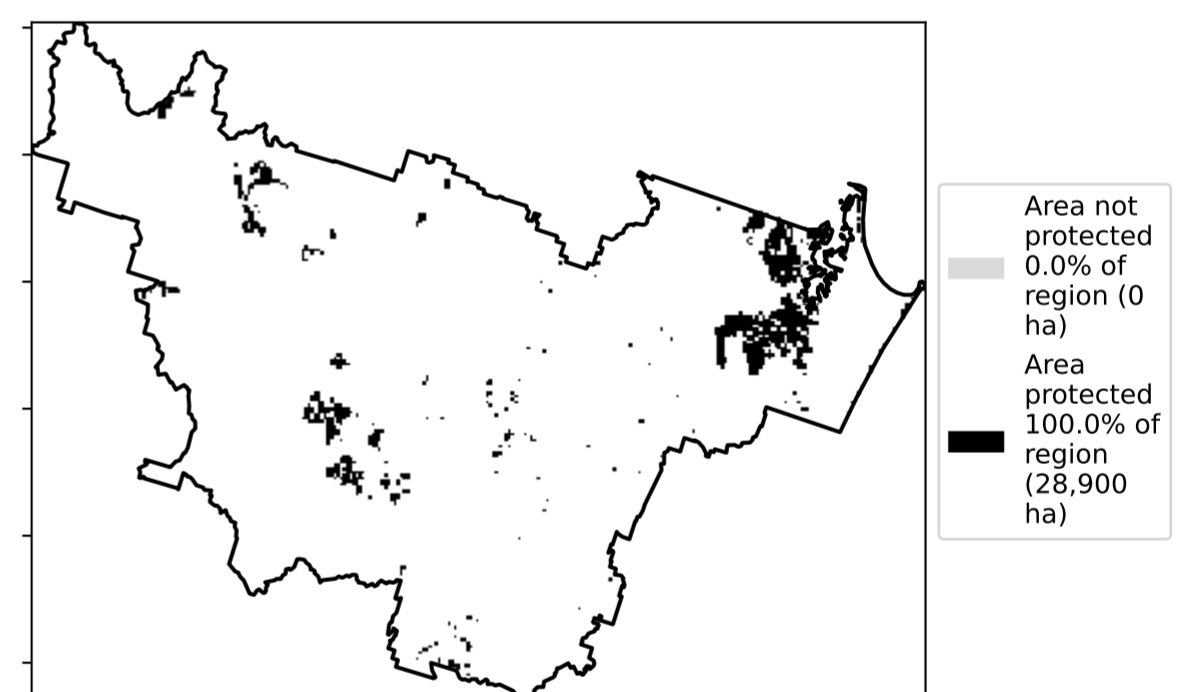 Area not
protected
0.0% of
region (0
ha)
Area
protected
100.0% of
region
(28,900
ha)